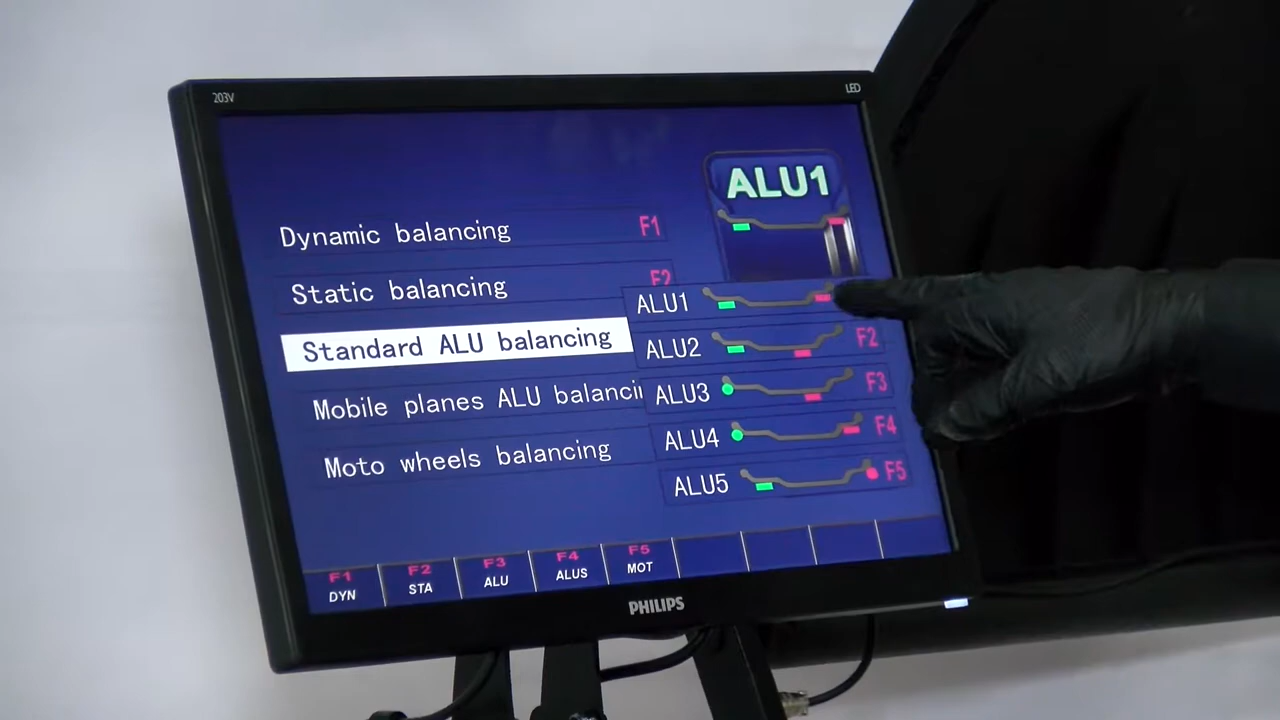 203V
LED
ALU1
Dynamic balancing F1
Static balancing F2
ALU1
Standard ALU balancing
ALU2 F2
Mobile planes ALU balanci
ALU3 F3
Moto wheels balancing
ALU4 F4
ALU5 F5
F1 F2 F3 F4 F5
DYN STA ALU ALUS MOT
PHILIPS